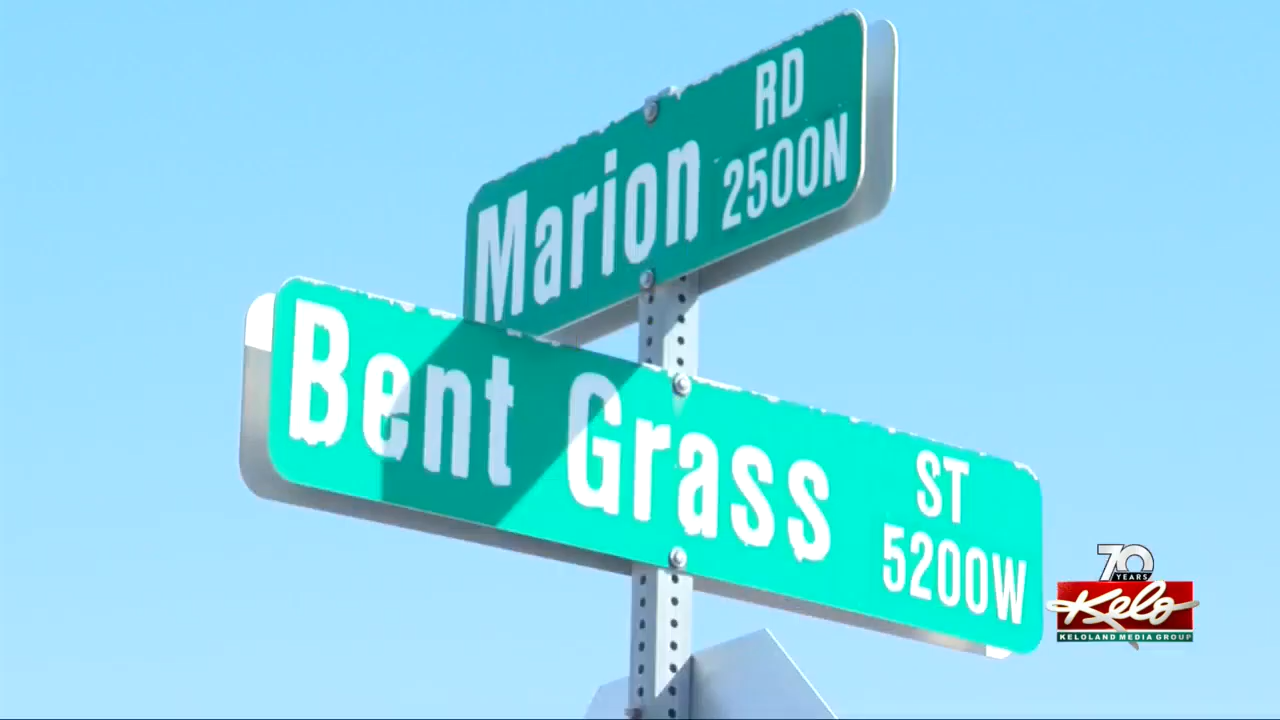 Marion RD
2500N
Bent Grass ST
5200W
70
YEARS
Kelo
KELOLAND MEDIA GROUP